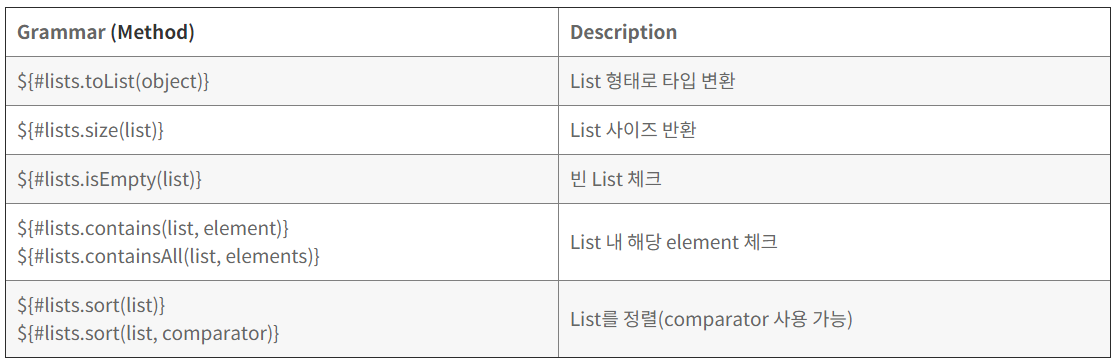 Grammar (Method)
Description
${#lists.toList(object)}
List 형태로 타입 변환
${#lists.size(list)}
List 사이즈 반환
${#lists.isEmpty(list)}
빈 List 체크
${#lists.contains(list, element)}
${#lists.containsAll(list, elements)}
List 내 해당 element 체크
${#lists.sort(list)}
${#lists.sort(list, comparator)}
List를 정렬(comparator 사용 가능)